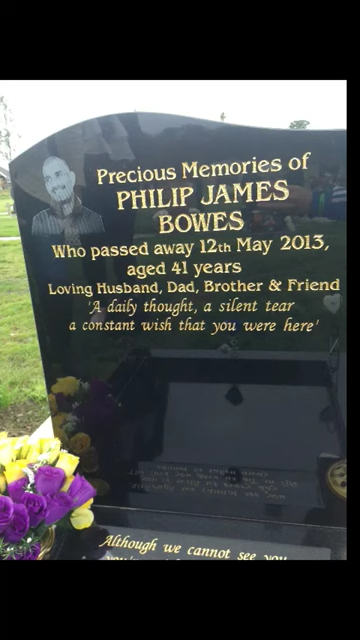 Precious Memories of
PHILIP JAMES
BOWES
Who passed away 12th May 2013,
aged 41 years
Loving Husband, Dad, Brother & Friend
'A daily thought, a silent tear
a constant wish that you were here'
Although we cannot see you